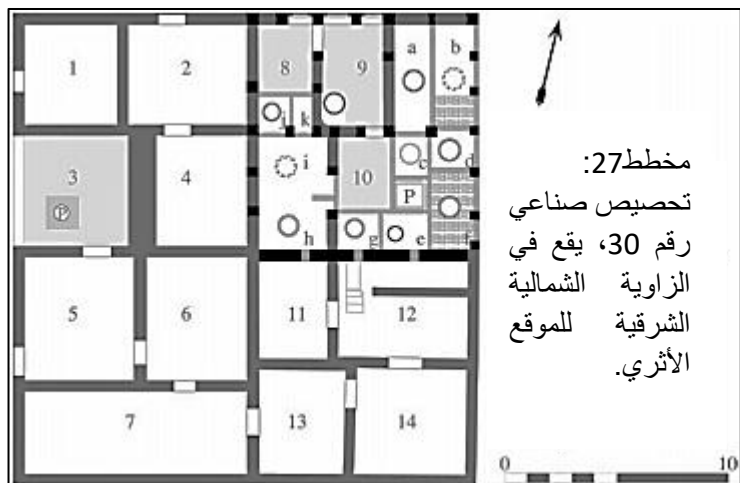 1
2
8
9
a
b
j
k
3
P
4
i
10
c
d
P
h
g
e
f
5
6
11
12
7
13
14
مخطط27:
تحصيص صناعي
رقم 30، يقع في
الزاوية الشمالية
الشرقية للموقع
الأثري.
0
10